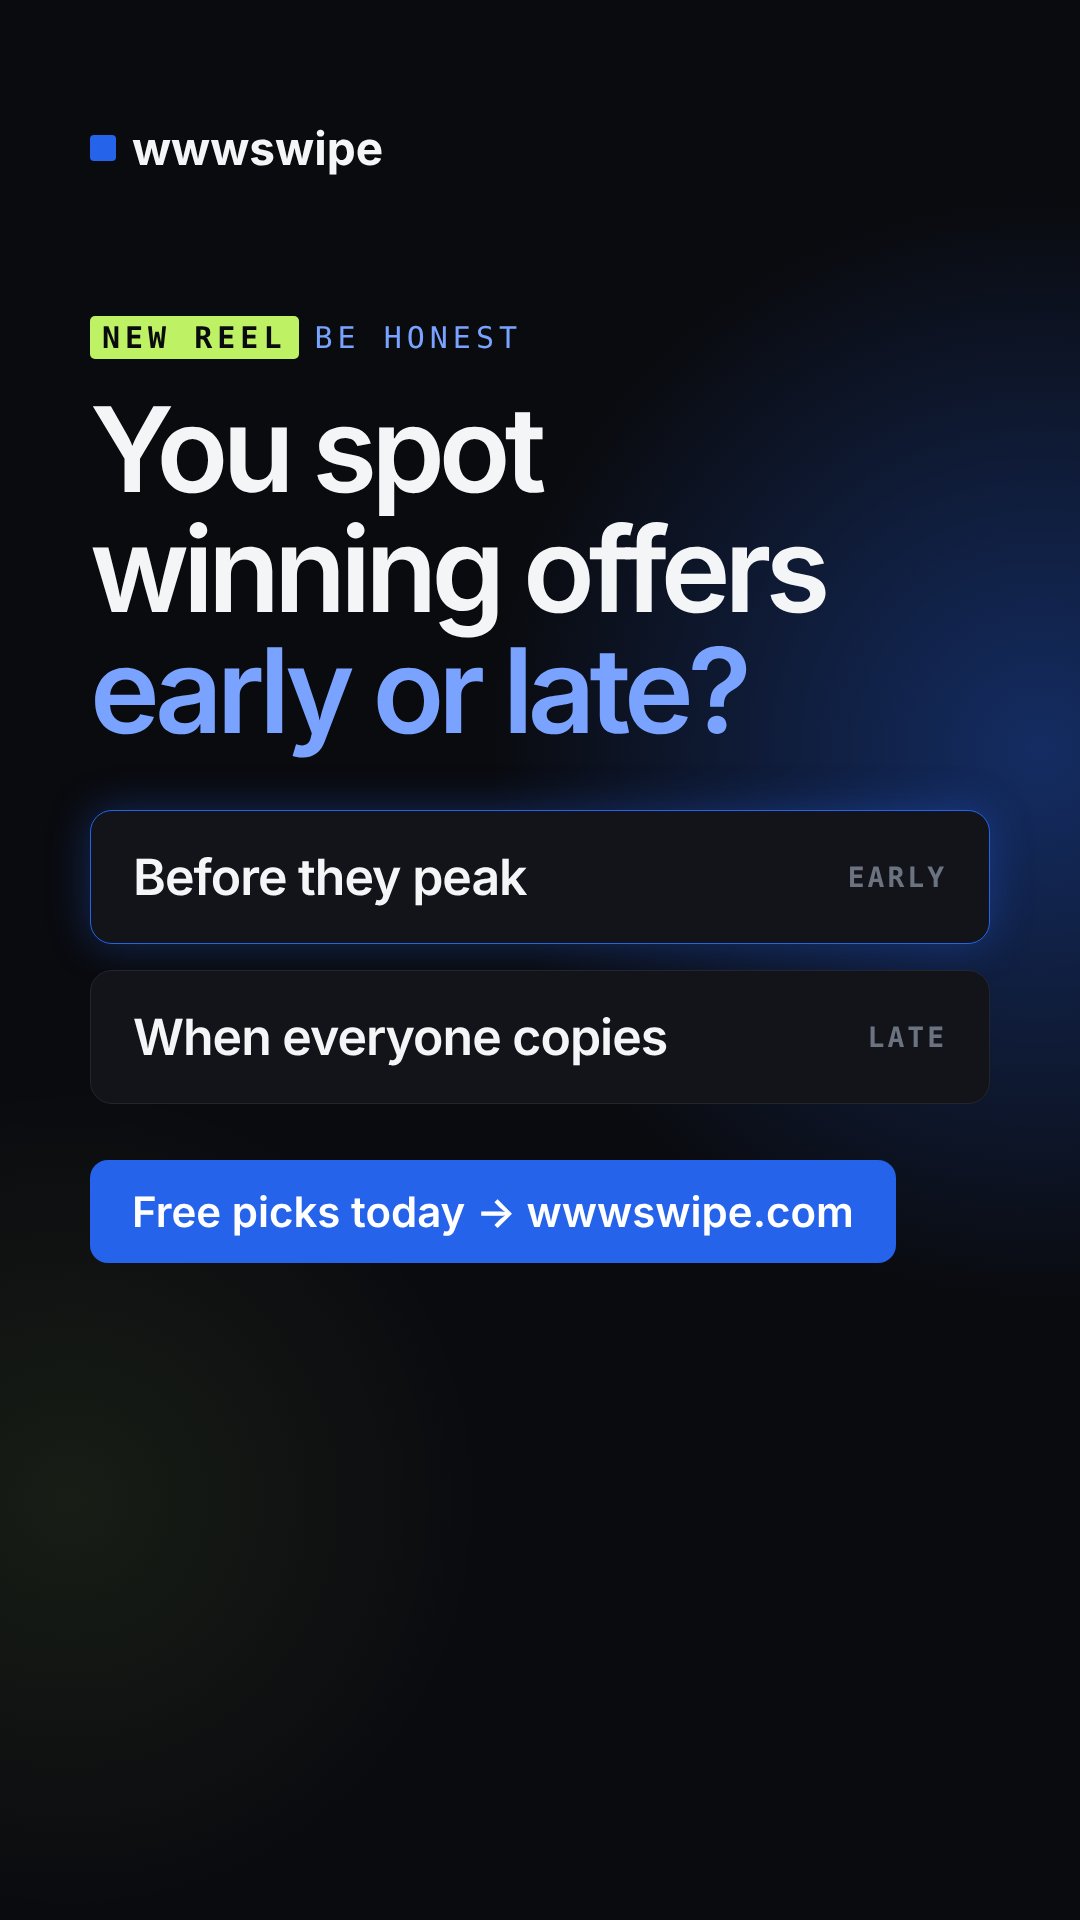 wwwswipe
NEW REEL BE HONEST
You spot
winning offers
early or late?
Before they peak EARLY
When everyone copies LATE
Free picks today → wwwswipe.com